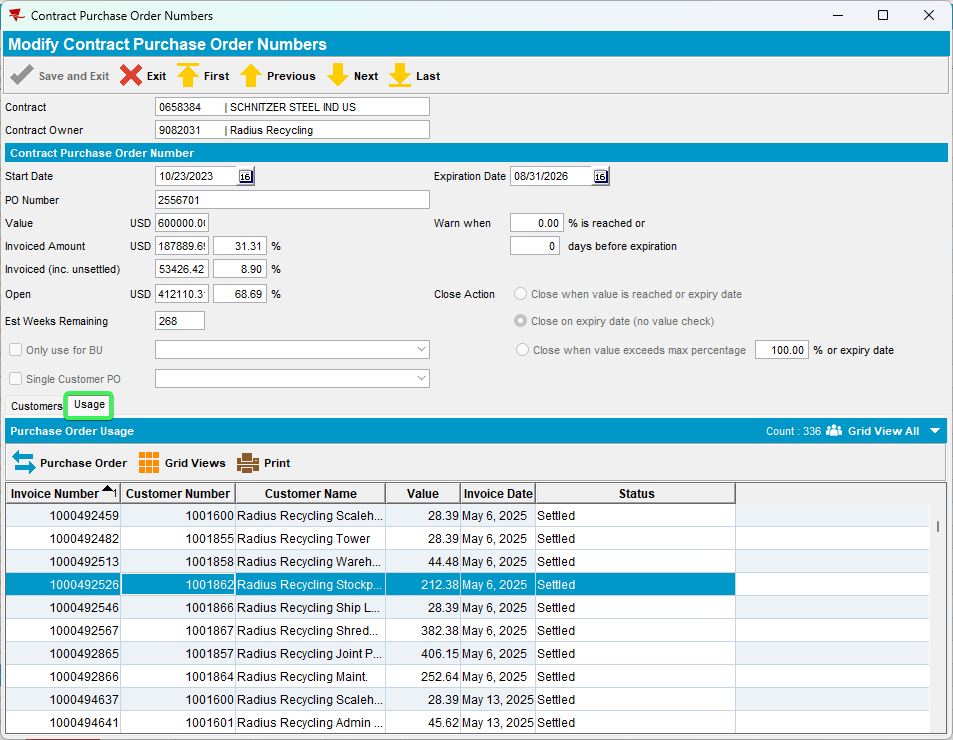 Contract Purchase Order Numbers
Modify Contract Purchase Order Numbers
Save and Exit Exit First Previous Next Last
Contract 0658384 | SCHNITZER STEEL IND US
Contract Owner 9082031 | Radius Recycling
Contract Purchase Order Number
Start Date 10/23/2023 16 Expiration Date 08/31/2026 16
PO Number 2556701
Value USD 600000.00 Warn when 0.00 % is reached or
Invoiced Amount USD 187889.69 31.31 % 0 days before expiration
Invoiced (inc. unsettled) 53426.42 8.90 %
Open USD 412110.31 68.69 % Close Action Close when value is reached or expiry date
Est Weeks Remaining 268 Close on expiry date (no value check)
Only use for BU Close when value exceeds max percentage 100.00 % or expiry date
Single Customer PO
Customers Usage
Purchase Order Usage Count : 336 Grid View All
Purchase Order Grid Views Print
Invoice Number 1 Customer Number Customer Name Value Invoice Date Status
1000492459 1001600 Radius Recycling Scaleh... 28.39 May 6, 2025 Settled
1000492482 1001855 Radius Recycling Tower 28.39 May 6, 2025 Settled
1000492513 1001858 Radius Recycling Wareh... 44.48 May 6, 2025 Settled
1000492526 1001862 Radius Recycling Stockp... 212.38 May 6, 2025 Settled
1000492546 1001866 Radius Recycling Ship L... 28.39 May 6, 2025 Settled
1000492567 1001867 Radius Recycling Shred... 382.38 May 6, 2025 Settled
1000492865 1001857 Radius Recycling Joint P... 406.15 May 6, 2025 Settled
1000492866 1001864 Radius Recycling Maint. 252.64 May 6, 2025 Settled
1000494637 1001600 Radius Recycling Scaleh... 28.39 May 13, 2025 Settled
1000494641 1001601 Radius Recycling Admin ... 45.62 May 13, 2025 Settled